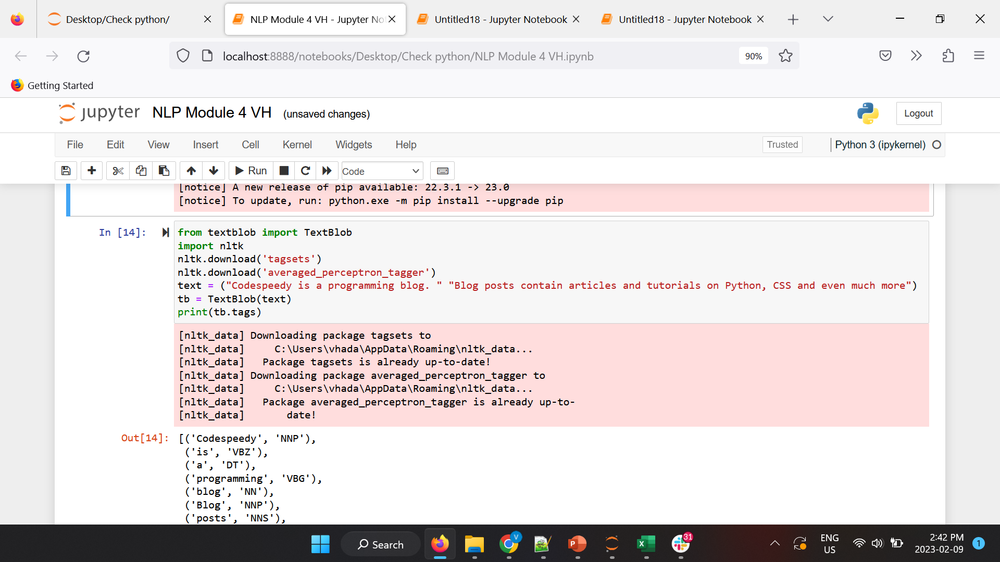 Desktop/Check python/
NLP Module 4 VH - Jupyter No
Untitled18 - Jupyter Notebook
Untitled18 - Jupyter Notebook
localhost:8888/notebooks/Desktop/Check python/NLP Module 4 VH.ipynb
90%
Getting Started
jupyter NLP Module 4 VH (unsaved changes)
Logout
File Edit View Insert Cell Kernel Widgets Help
Trusted
Python 3 (ipykernel)
Run
Code
[notice] A new release of pip available: 22.3.1 -> 23.0
[notice] To update, run: python.exe -m pip install --upgrade pip
In [14]:
from textblob import TextBlob
import nltk
nltk.download('tagsets')
nltk.download('averaged_perceptron_tagger')
text = ("Codespeedy is a programming blog. " "Blog posts contain articles and tutorials on Python, CSS and even much more")
tb = TextBlob(text)
print(tb.tags)
[nltk_data] Downloading package tagsets to
[nltk_data]     C:\Users\vhada\AppData\Roaming\nltk_data...
[nltk_data]   Package tagsets is already up-to-date!
[nltk_data] Downloading package averaged_perceptron_tagger to
[nltk_data]     C:\Users\vhada\AppData\Roaming\nltk_data...
[nltk_data]   Package averaged_perceptron_tagger is already up-to-
[nltk_data]       date!
Out[14]:
[('Codespeedy', 'NNP'),
('is', 'VBZ'),
('a', 'DT'),
('programming', 'VBG'),
('blog', 'NN'),
('Blog', 'NNP'),
('posts', 'NNS'),
Search
V
P
X
31
ENG
US
2:42 PM
2023-02-09
1